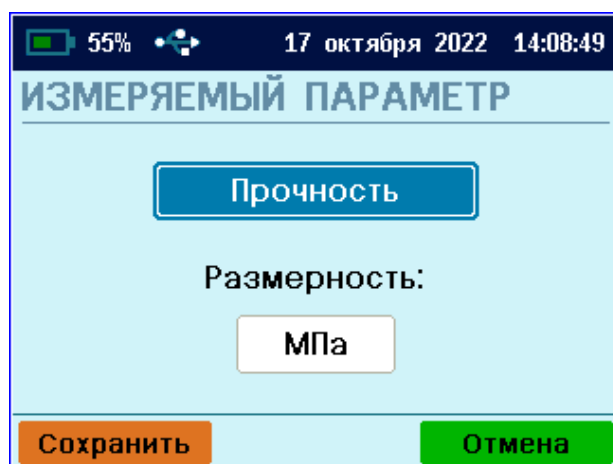 55% 17 октября 2022 14:08:49
ИЗМЕРЯЕМЫЙ ПАРАМЕТР
Прочность
Размерность:
МПа
Сохранить Отмена